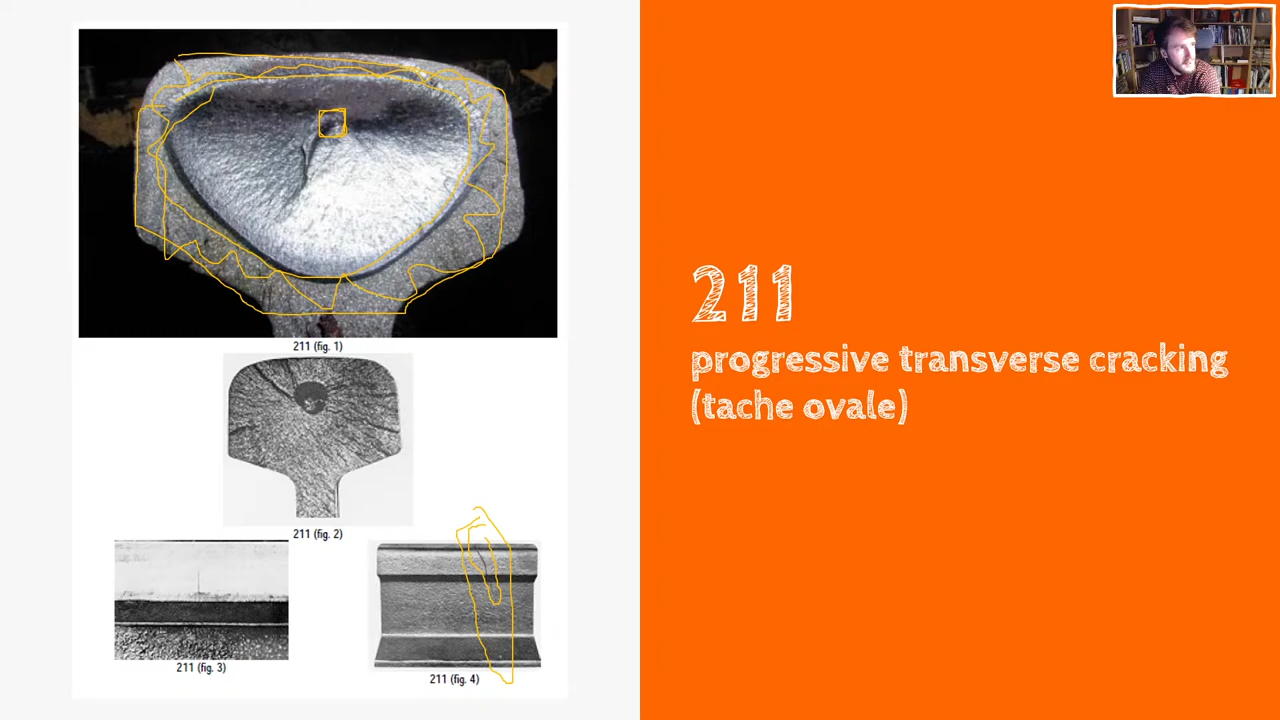 211 (fig. 1)
211 (fig. 2)
211 (fig. 3)
211 (fig. 4)
211
progressive transverse cracking
(tache ovale)